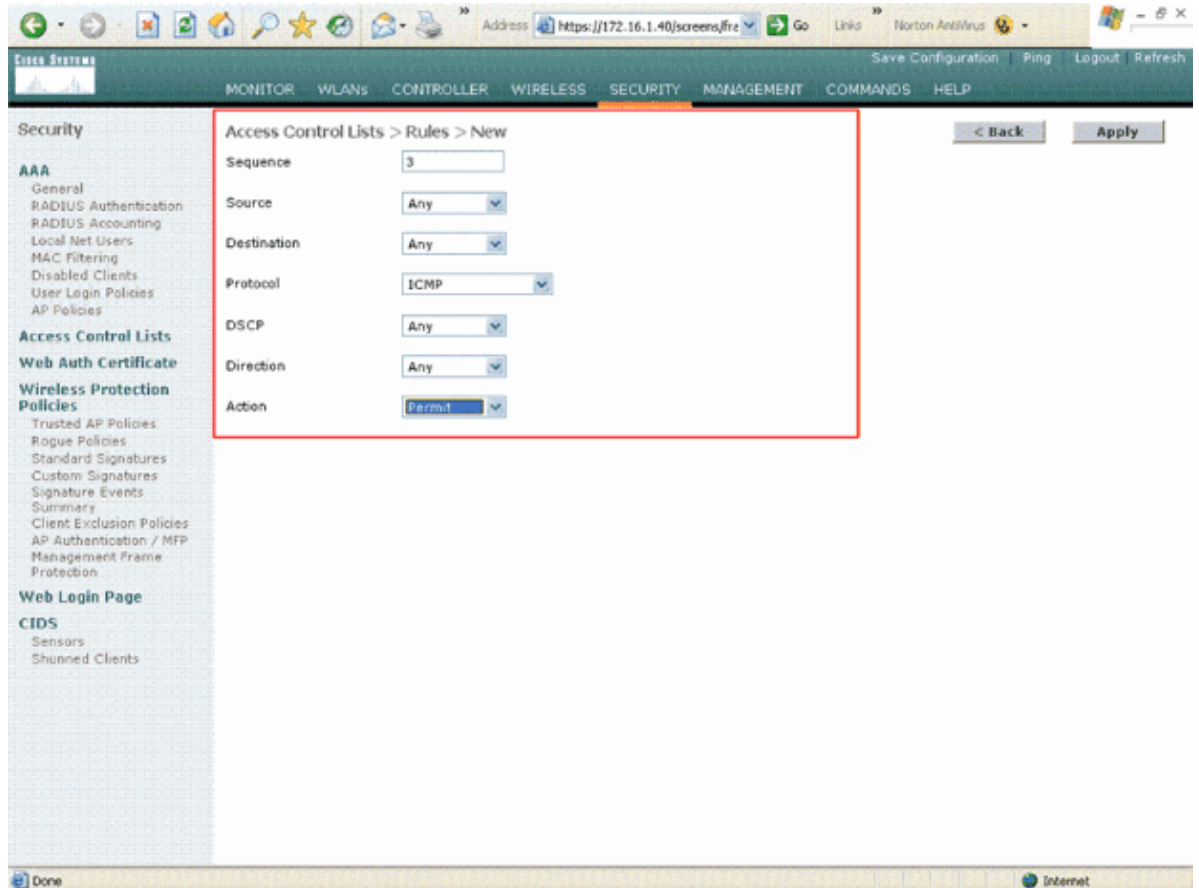 »
Address https://172.16.1.40/screens/fra Go Links » Norton AntiVirus
CISCO SYSTEMS
Save Configuration Ping Logout Refresh
MONITOR WLANs CONTROLLER WIRELESS SECURITY MANAGEMENT COMMANDS HELP
Security
AAA
General
RADIUS Authentication
RADIUS Accounting
Local Net Users
MAC Filtering
Disabled Clients
User Login Policies
AP Policies
Access Control Lists
Web Auth Certificate
Wireless Protection
Policies
Trusted AP Policies
Rogue Policies
Standard Signatures
Custom Signatures
Signature Events
Summary
Client Exclusion Policies
AP Authentication / MFP
Management Frame
Protection
Web Login Page
CIDS
Sensors
Shunned Clients
Access Control Lists > Rules > New
< Back Apply
Sequence 3
Source Any
Destination Any
Protocol ICMP
DSCP Any
Direction Any
Action Permit
Done Internet